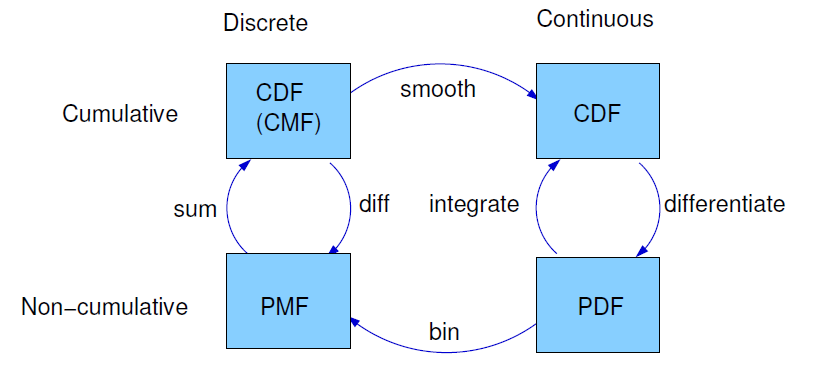 Discrete
Continuous
Cumulative
CDF
(CMF)
smooth
CDF
sum
diff
integrate
differentiate
Non−cumulative
PMF
bin
PDF